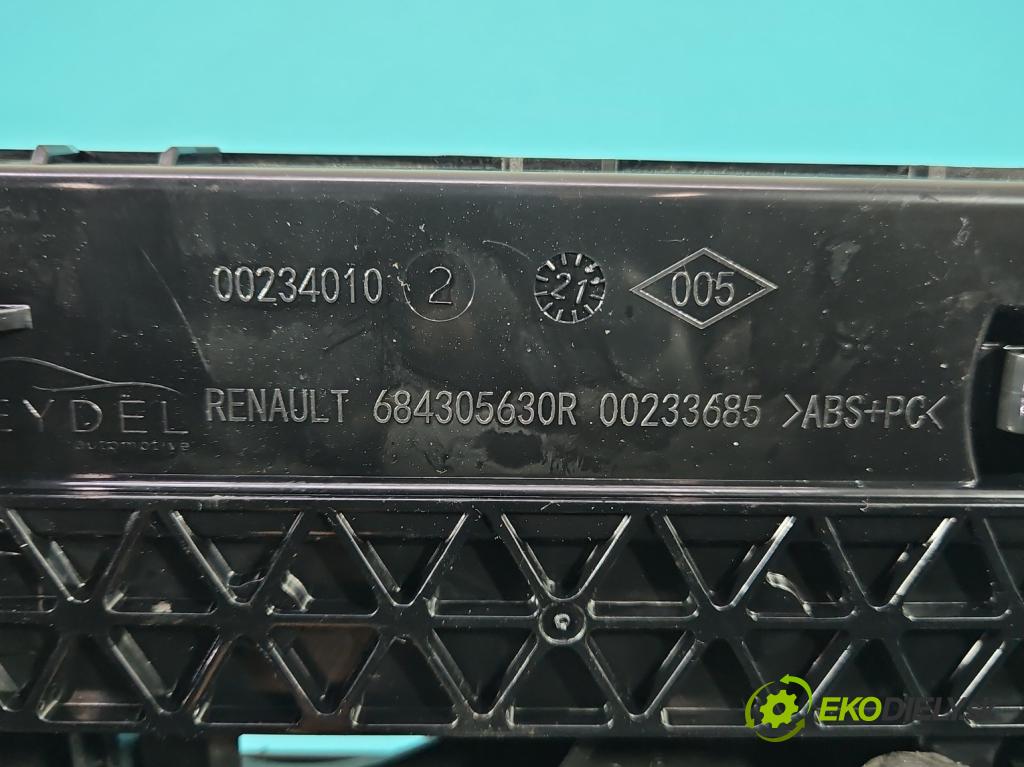 00234010 2 21 005
RENAULT 684305630R 00233685 >ABS+PC<
EYDEL
automotive
EKODIELY